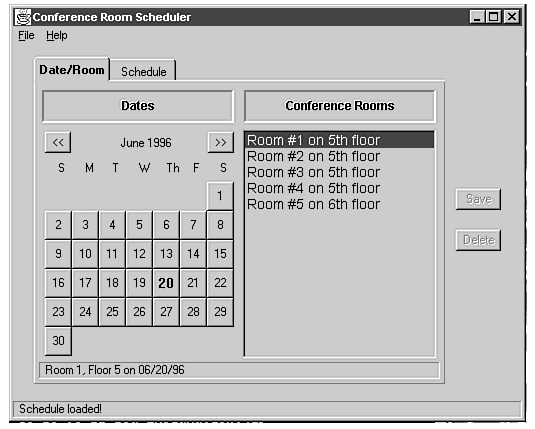 Conference Room Scheduler
File Help
Date/Room Schedule
Dates
Conference Rooms
<< June 1996 >>
S M T W Th F S
1
2 3 4 5 6 7 8
9 10 11 12 13 14 15
16 17 18 19 20 21 22
23 24 25 26 27 28 29
30
Room #1 on 5th floor
Room #2 on 5th floor
Room #3 on 5th floor
Room #4 on 5th floor
Room #5 on 6th floor
Save
Delete
Room 1, Floor 5 on 06/20/96
Schedule loaded!